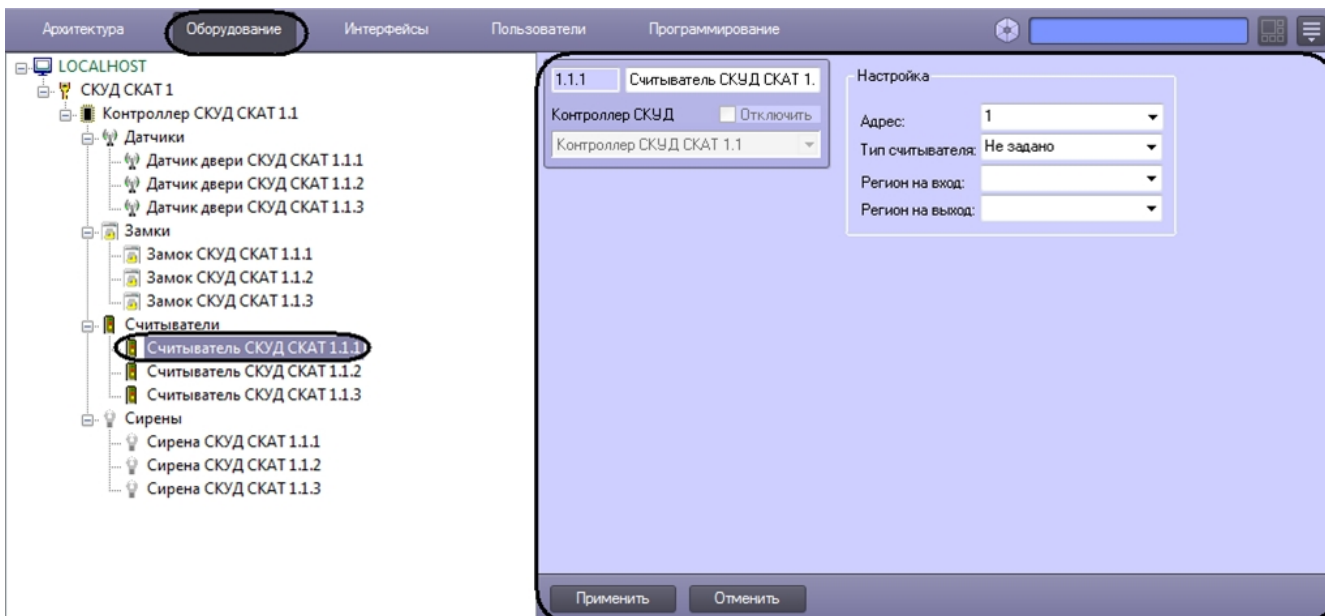 Архитектура Оборудование Интерфейсы Пользователи Программирование
LOCALHOST
СКУД СКАТ 1
Контроллер СКУД СКАТ 1.1
Датчики
Датчик двери СКУД СКАТ 1.1.1
Датчик двери СКУД СКАТ 1.1.2
Датчик двери СКУД СКАТ 1.1.3
Замки
Замок СКУД СКАТ 1.1.1
Замок СКУД СКАТ 1.1.2
Замок СКУД СКАТ 1.1.3
Считыватели
Считыватель СКУД СКАТ 1.1.1
Считыватель СКУД СКАТ 1.1.2
Считыватель СКУД СКАТ 1.1.3
Сирены
Сирена СКУД СКАТ 1.1.1
Сирена СКУД СКАТ 1.1.2
Сирена СКУД СКАТ 1.1.3
1.1.1 Считыватель СКУД СКАТ 1.
Контроллер СКУД Отключить
Контроллер СКУД СКАТ 1.1
Настройка
Адрес: 1
Тип считывателя: Не задано
Регион на вход:
Регион на выход:
Применить Отменить